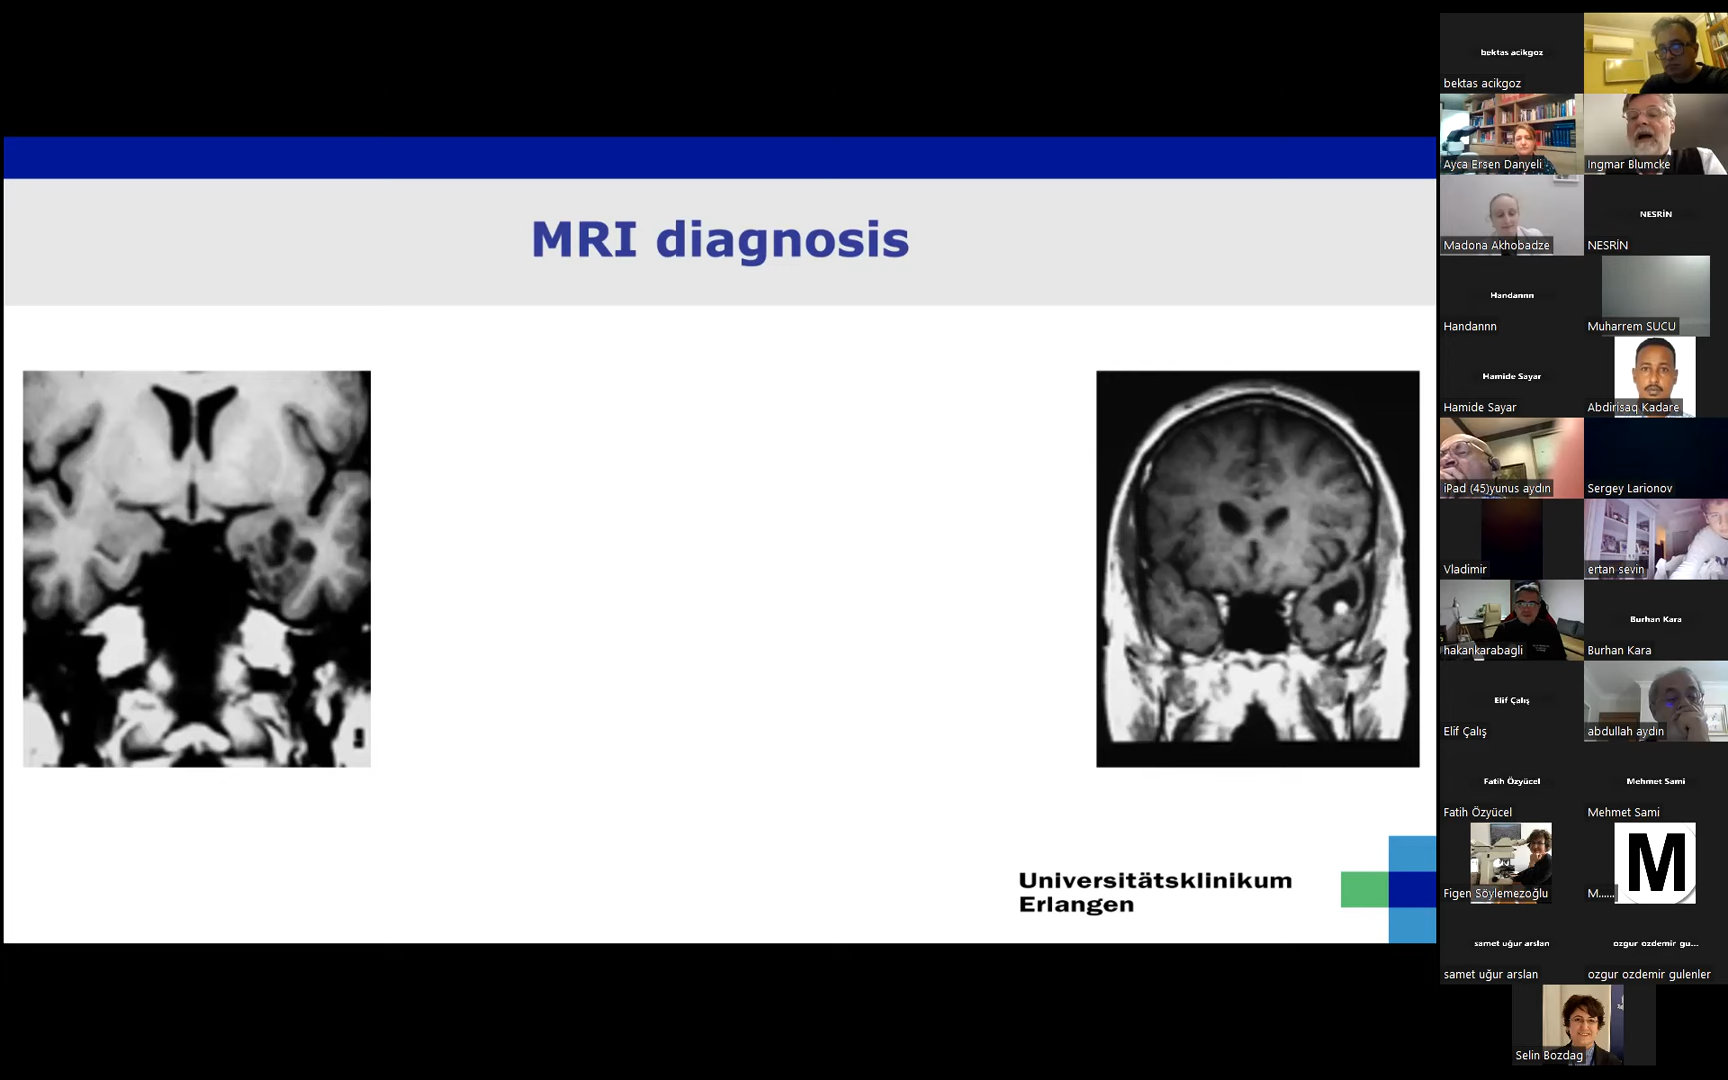 MRI diagnosis
Universitätsklinikum
Erlangen
bektas acikgoz
bektas acikgoz
Ayca Ersen Danyeli -
Ingmar Blumcke
Madona Akhobadze
NESRİN
NESRİN
Handannn
Handannn
Muharrem SUCU
Hamide Sayar
Hamide Sayar
Abdirisaq Kadare
iPad (45)yunus aydın
Sergey Larionov
Vladimir
ertan sevin
hakankarabagli
Burhan Kara
Burhan Kara
Elif Çalış
Elif Çalış
abdullah aydın
Fatih Özyücel
Fatih Özyücel
Mehmet Sami
Mehmet Sami
Figen Söylemezoğlu
M
M......
samet uğur arslan
samet uğur arslan
ozgur ozdemir gu...
ozgur ozdemir gulenler
Selin Bozdag